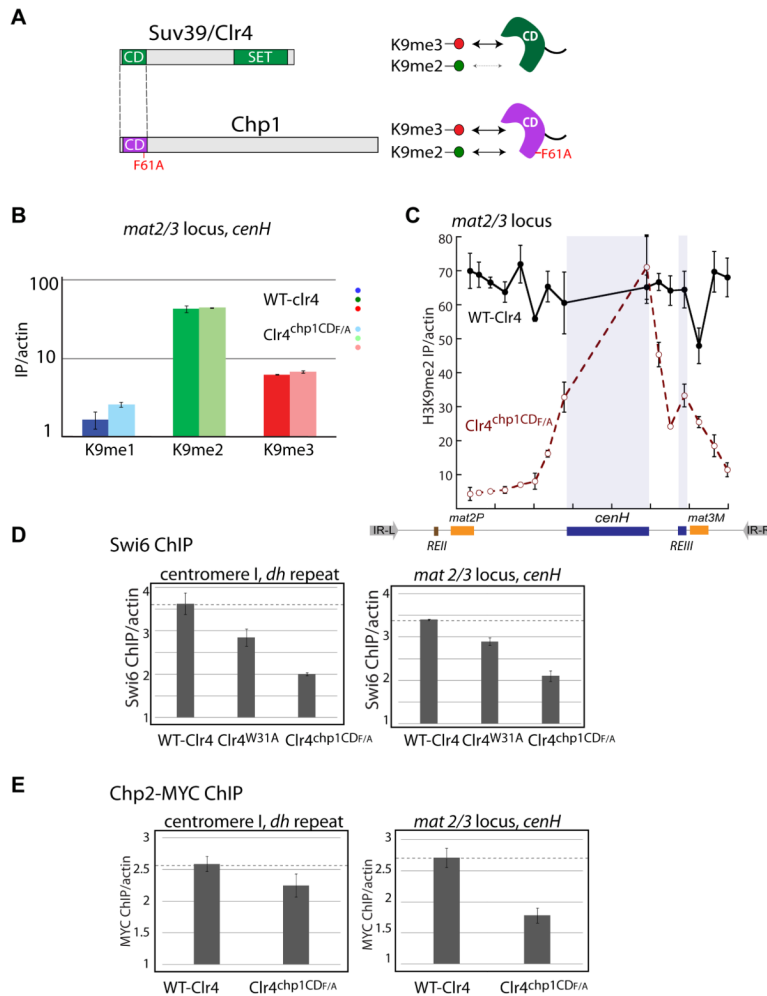 A
Suv39/Clr4
CD
SET
K9me3
K9me2
CD
Chp1
CD
F61A
K9me3
K9me2
CD
F61A
B
mat2/3 locus, cenH
100
10
1
IP/actin
WT-clr4
Clr4chp1CDF/A
K9me1
K9me2
K9me3
C
mat2/3 locus
80
70
60
50
40
30
20
10
H3K9me2 IP/actin
WT-Clr4
Clr4chp1CDF/A
IR-L
REII
mat2P
cenH
REIII
mat3M
IR-R
D
Swi6 ChIP
centromere I, dh repeat
4
3
2
1
Swi6 ChIP/actin
WT-Clr4 Clr4W31A Clr4chp1CDF/A
mat 2/3 locus, cenH
4
3
2
1
Swi6 ChIP/actin
WT-Clr4 Clr4W31A Clr4chp1CDF/A
E
Chp2-MYC ChIP
centromere I, dh repeat
3
2.5
2
1.5
1
MYC ChIP/actin
WT-Clr4 Clr4chp1CDF/A
mat 2/3 locus, cenH
3
2.5
2
1.5
1
MYC ChIP/actin
WT-Clr4 Clr4chp1CDF/A